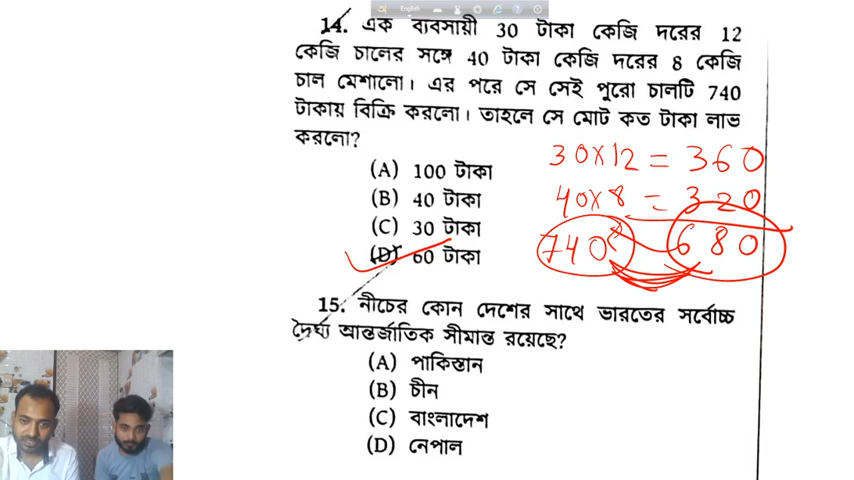 English
14. এক ব্যবসায়ী 30 টাকা কেজি দরের 12
কেজি চালের সঙ্গে 40 টাকা কেজি দরের 8 কেজি
চাল মেশালো। এর পরে সে সেই পুরো চালটি 740
টাকায় বিক্রি করলো। তাহলে সে মোট কত টাকা লাভ
করলো?
(A) 100 টাকা
(B) 40 টাকা
(C) 30 টাকা
(D) 60 টাকা
30×12 = 360
40×8 = 320
740 680
15. নীচের কোন দেশের সাথে ভারতের সর্বোচ্চ
দৈর্ঘ্য আন্তর্জাতিক সীমান্ত রয়েছে?
(A) পাকিস্তান
(B) চীন
(C) বাংলাদেশ
(D) নেপাল